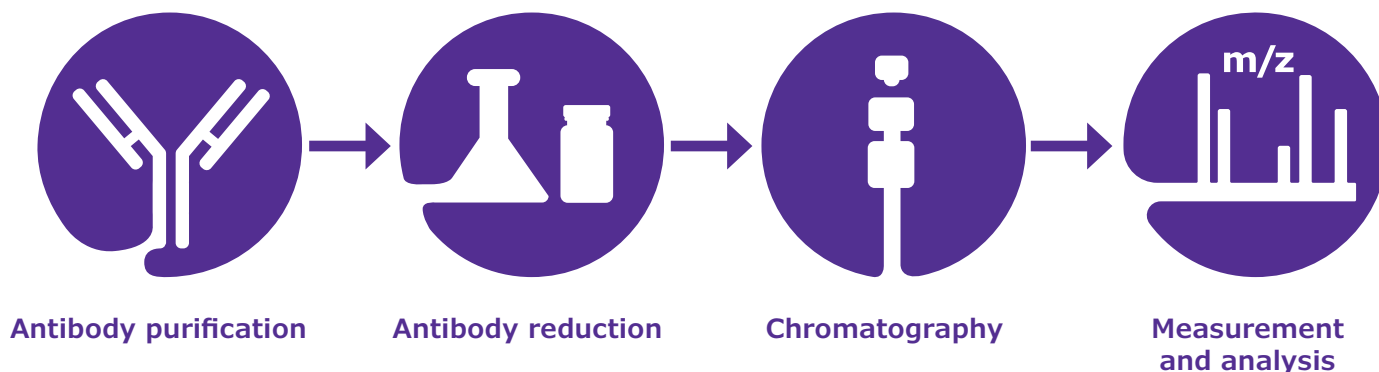 m/z
Antibody purification
Antibody reduction
Chromatography
Measurement
and analysis